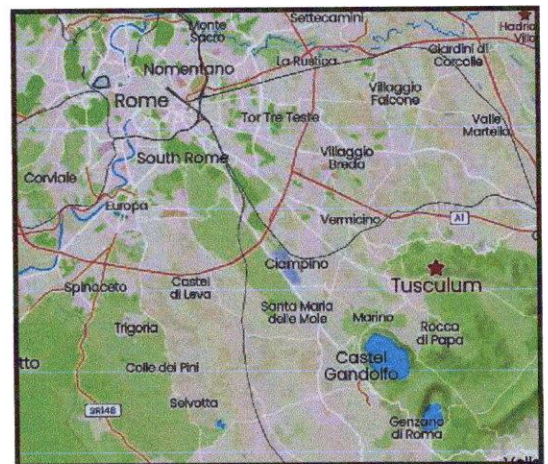 Monte
Sacro
Settecamini
Hadria
Villa
Nomentano
La Rustica
Giardini di
Corcolle
Rome
Villaggio
Falcone
Tor Tre Teste
Valle
Martella
South Rome
Villaggio
Breda
Corviale
Europa
Vermicino
A1
Ciampino
Tusculum
Spinaceto
Castel
di Leva
Santa Maria
delle Mole
Marino
Trigoria
Rocca
di Papa
tto
Colle dei Pini
Castel
Gandolfo
SR148
Selvotta
Genzano
di Roma